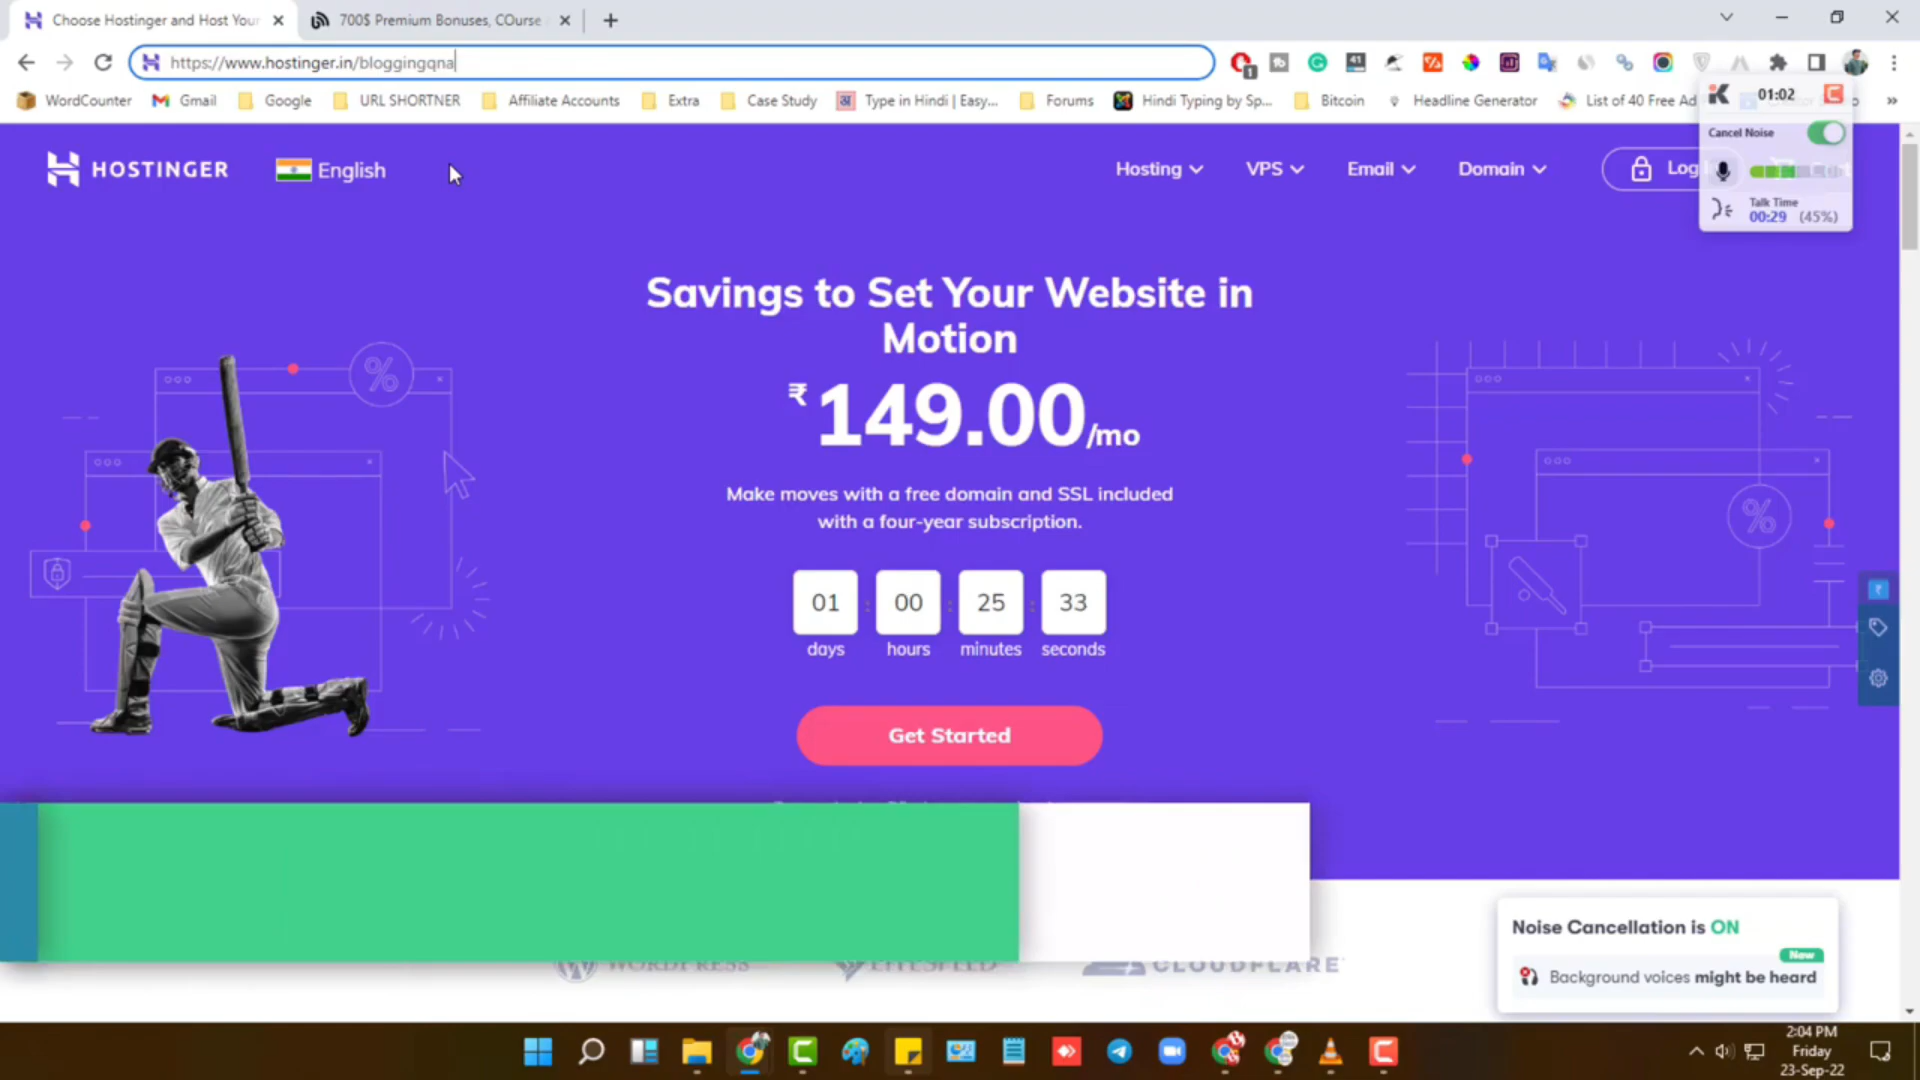 Choose Hostinger and Host Your
700$ Premium Bonuses, COurse
https://www.hostinger.in/bloggingqna
1
41
WordCounter
Gmail
Google
URL SHORTNER
Affiliate Accounts
Extra
Case Study
Type in Hindi | Easy...
Forums
Hindi Typing by Sp...
Bitcoin
Headline Generator
List of 40 Free Ad
01:02
Cancel Noise
Talk Time
00:29 (45%)
HOSTINGER
English
Hosting
VPS
Email
Domain
Log
Savings to Set Your Website in
Motion
₹149.00/mo
Make moves with a free domain and SSL included
with a four-year subscription.
01 : 00 : 25 : 33
days hours minutes seconds
Get Started
WORDPRESS
LITESPEED
CLOUDFLARE
Noise Cancellation is ON
New
Background voices might be heard
2:04 PM
Friday
23-Sep-22